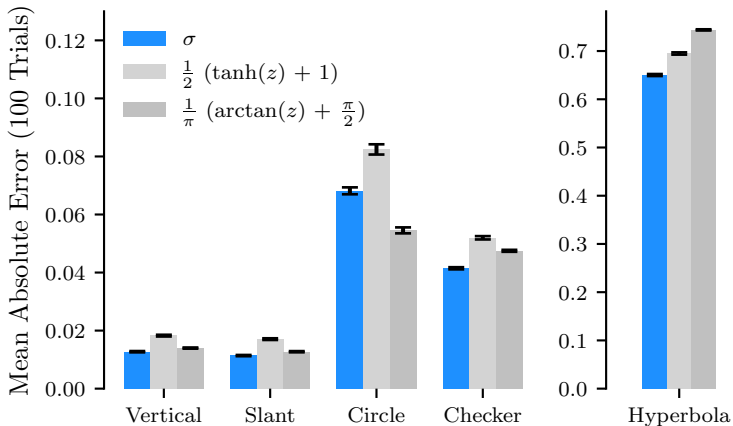 Mean Absolute Error (100 Trials)
0.12
0.10
0.08
0.06
0.04
0.02
0.00
σ
1/2 (tanh(z) + 1)
1/π (arctan(z) + π/2)
Vertical Slant Circle Checker
0.7
0.6
0.5
0.4
0.3
0.2
0.1
0.0
Hyperbola